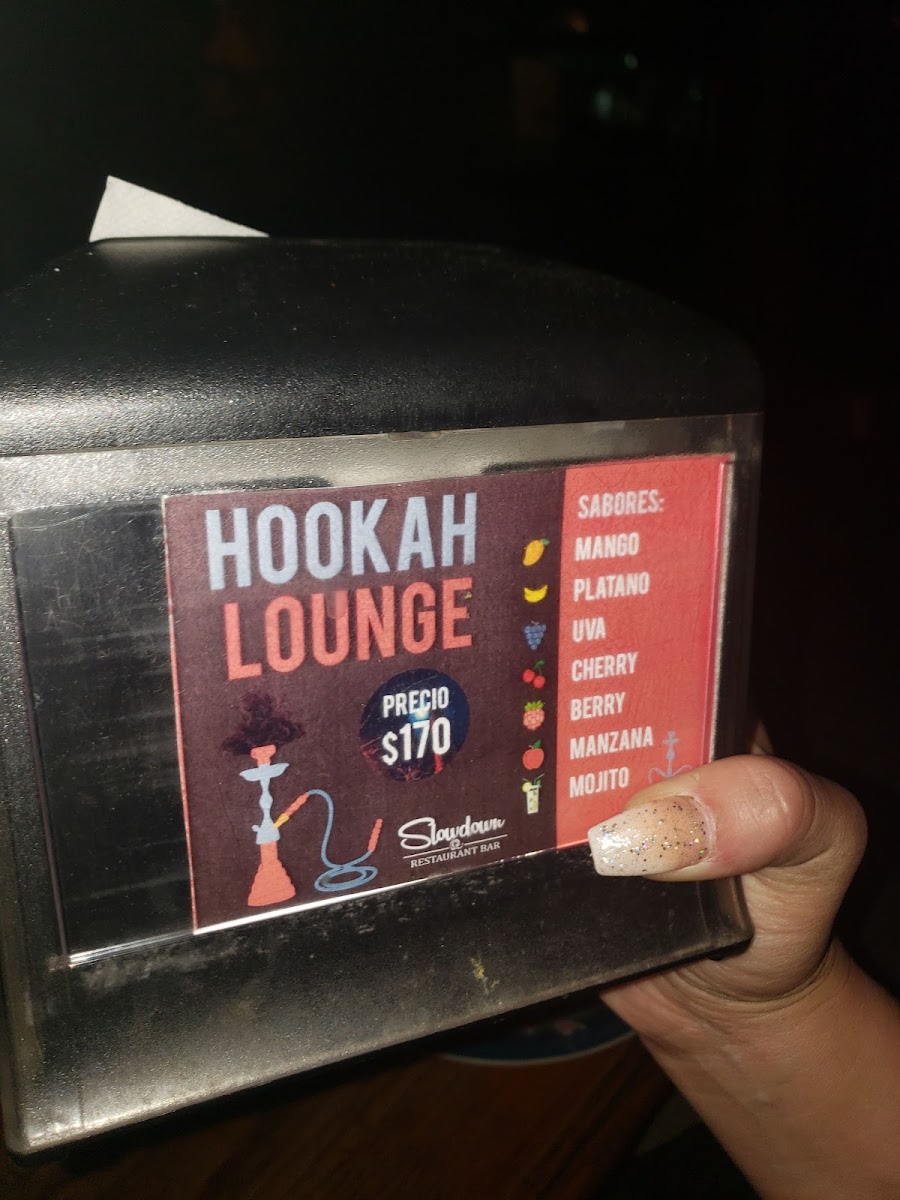 HOOKAH
LOUNGE
PRECIO
$170
Slowdown
RESTAURANT BAR
SABORES:
MANGO
PLATANO
UVA
CHERRY
BERRY
MANZANA
MOJITO